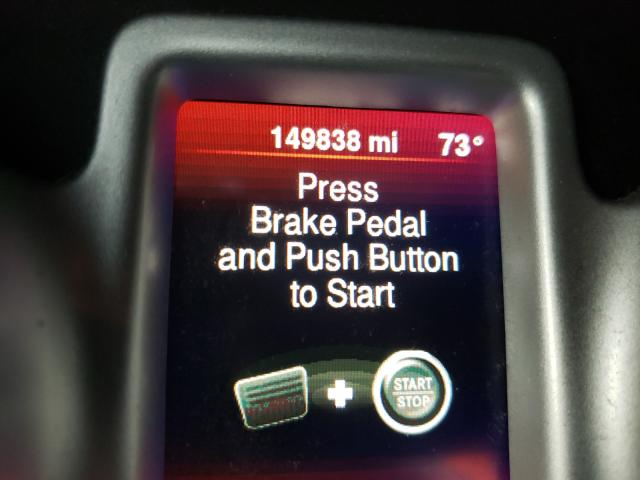 149838 mi 73°
Press
Brake Pedal
and Push Button
to Start
START
STOP